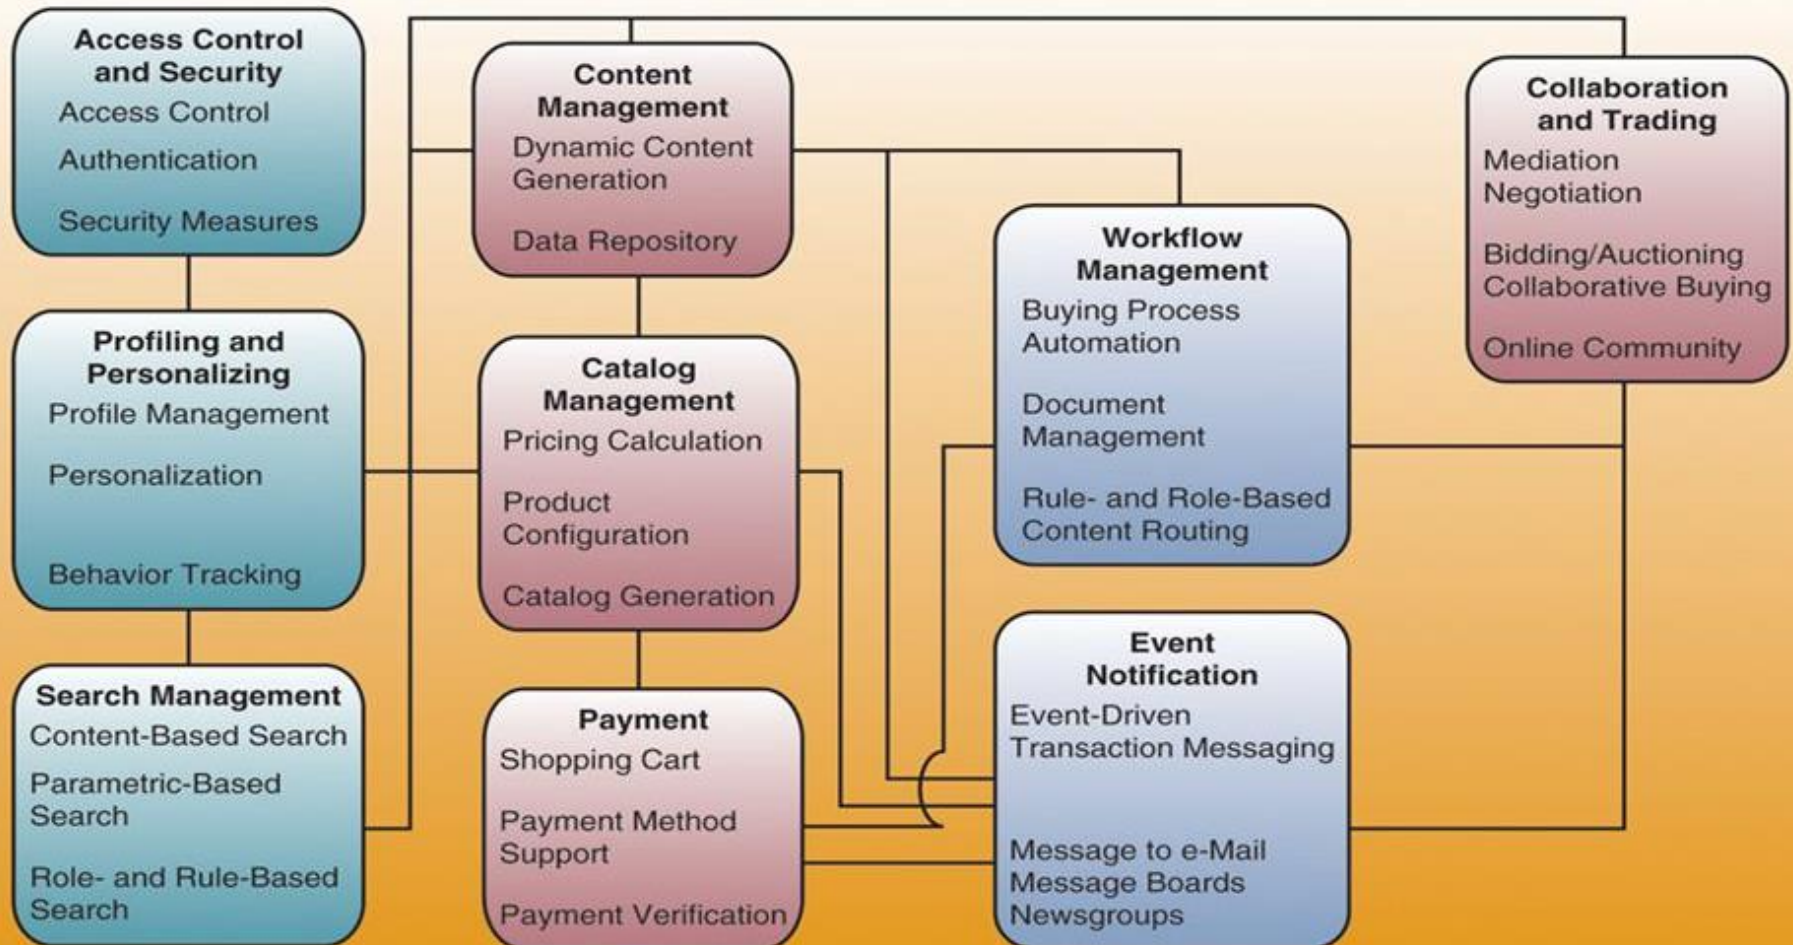 Access Control
and Security
Access Control
Authentication
Security Measures
Profiling and
Personalizing
Profile Management
Personalization
Behavior Tracking
Search Management
Content-Based Search
Parametric-Based
Search
Role- and Rule-Based
Search
Content
Management
Dynamic Content
Generation
Data Repository
Catalog
Management
Pricing Calculation
Product
Configuration
Catalog Generation
Payment
Shopping Cart
Payment Method
Support
Payment Verification
Workflow
Management
Buying Process
Automation
Document
Management
Rule- and Role-Based
Content Routing
Event
Notification
Event-Driven
Transaction Messaging
Message to e-Mail
Message Boards
Newsgroups
Collaboration
and Trading
Mediation
Negotiation
Bidding/Auctioning
Collaborative Buying
Online Community